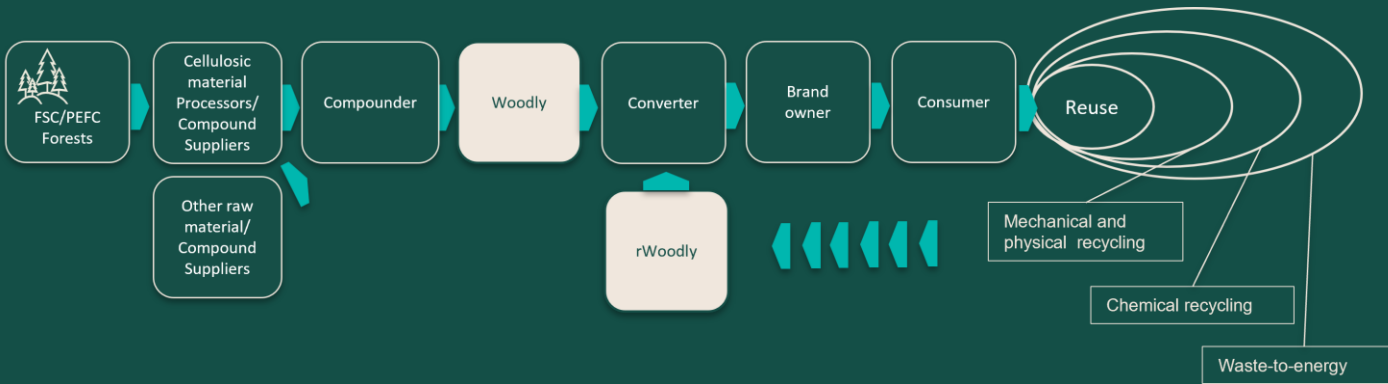 FSC/PEFC
Forests
Cellulosic
material
Processors/
Compound
Suppliers
Other raw
material/
Compound
Suppliers
Compounder
Woodly
Converter
rWoodly
Brand
owner
Consumer
Reuse
Mechanical and
physical recycling
Chemical recycling
Waste-to-energy